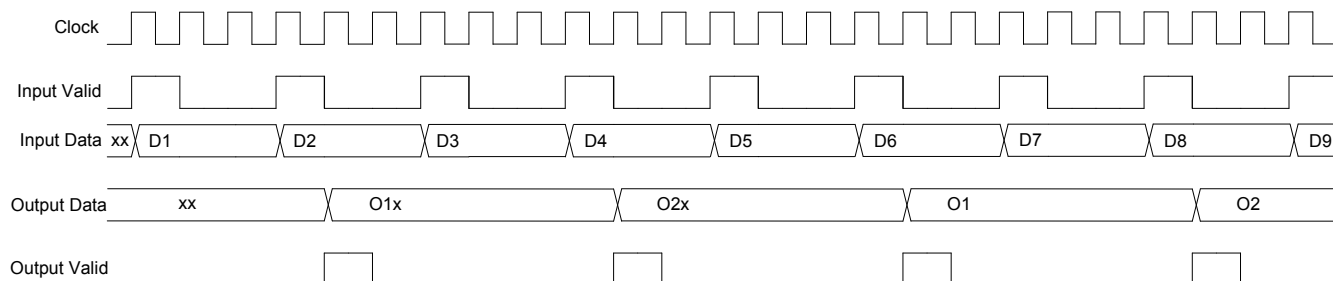 Clock
Input Valid
Input Data xx D1 D2 D3 D4 D5 D6 D7 D8 D9
Output Data xx O1x O2x O1 O2
Output Valid